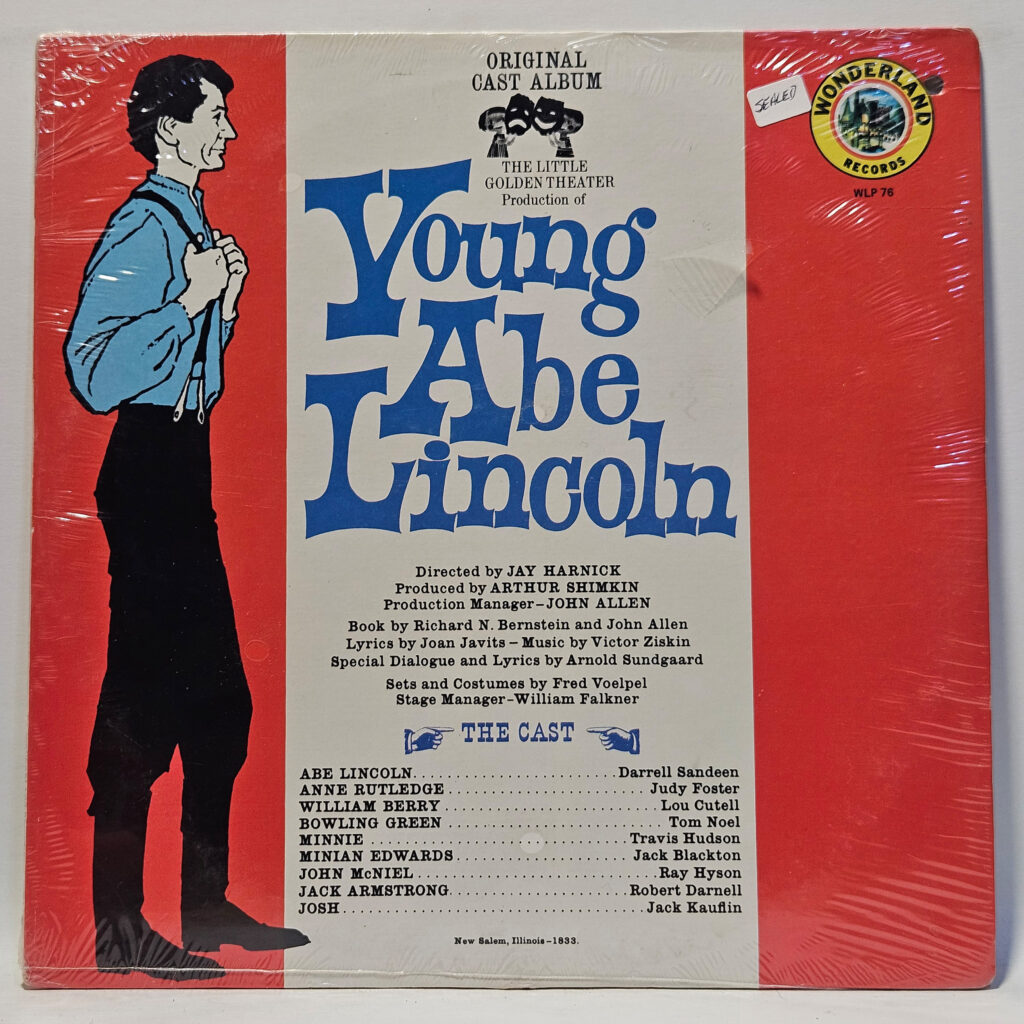 ORIGINAL
CAST ALBUM
THE LITTLE
GOLDEN THEATER
Production of
Young
Abe
Lincoln
SEALED
WONDERLAND
RECORDS
WLP 76
Directed by JAY HARNICK
Produced by ARTHUR SHIMKIN
Production Manager–JOHN ALLEN
Book by Richard N. Bernstein and John Allen
Lyrics by Joan Javits – Music by Victor Ziskin
Special Dialogue and Lyrics by Arnold Sundgaard
Sets and Costumes by Fred Voelpel
Stage Manager–William Falkner
THE CAST
ABE LINCOLN. . . . . . . . . . . . . . . . . . . . . . . . Darrell Sandeen
ANNE RUTLEDGE . . . . . . . . . . . . . . . . . . . . . . . Judy Foster
WILLIAM BERRY . . . . . . . . . . . . . . . . . . . . . . . . Lou Cutell
BOWLING GREEN . . . . . . . . . . . . . . . . . . . . . . . Tom Noel
MINNIE . . . . . . . . . . . . . . . . . . . . . . . . . . . . Travis Hudson
MINIAN EDWARDS. . . . . . . . . . . . . . . . . . . . Jack Blackton
JOHN McNIEL. . . . . . . . . . . . . . . . . . . . . . . . . . Ray Hyson
JACK ARMSTRONG. . . . . . . . . . . . . . . . . . . . Robert Darnell
JOSH. . . . . . . . . . . . . . . . . . . . . . . . . . . . . . . Jack Kauflin
New Salem, Illinois–1833.